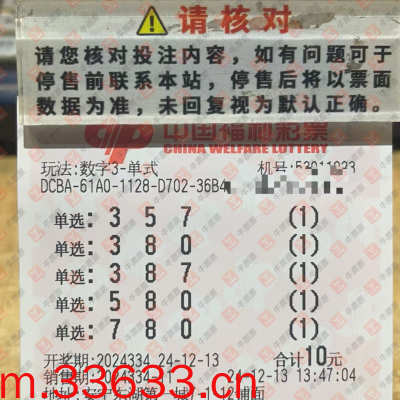 请核对
请您核对投注内容，如有问题可于
停售前联系本站，停售后将以票面
数据为准，未回复视为默认正确。
中国福利彩票
CHINA WELFARE LOTTERY
玩法:数字3-单式 机号:53011023
DCBA-61A0-1128-D702-36B4
单选: 3 5 7 (1)
单选: 3 8 0 (1)
单选: 3 8 7 (1)
单选: 5 8 0 (1)
单选: 7 8 0 (1)
开奖期:2024334 24-12-13 合计10元
销售期:2024334- 24-12-13 13:47:04
m.33633.cn